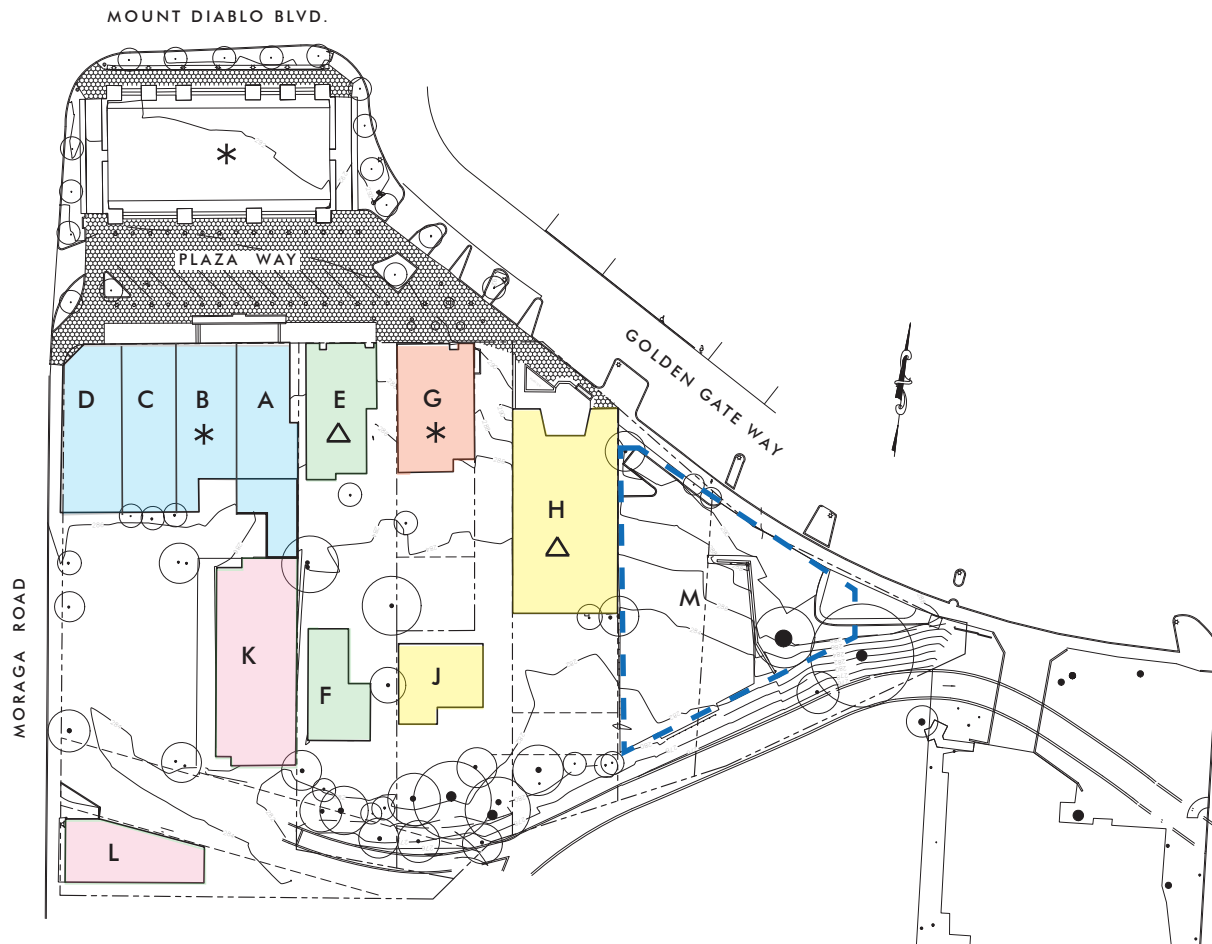 MOUNT DIABLO BLVD.
*
PLAZA WAY
GOLDEN GATE WAY
D C B A E G
* △ *
H
△
M
MORAGA ROAD
K
F
J
L